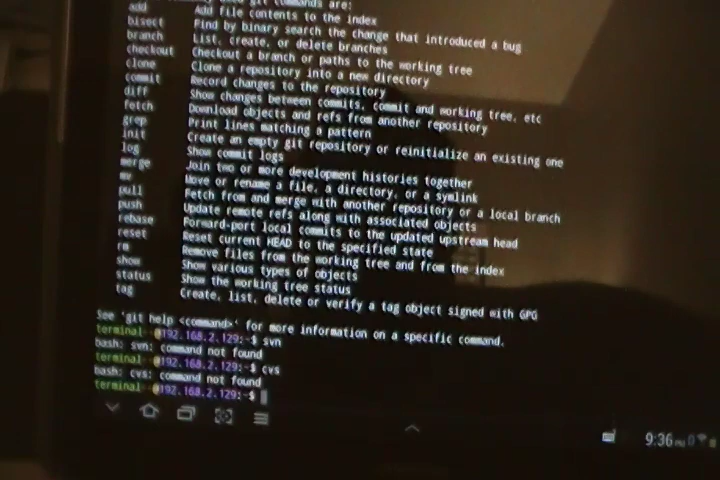 git commands are:
add Add file contents to the index
bisect Find by binary search the change that introduced a bug
branch List, create, or delete branches
checkout Checkout a branch or paths to the working tree
clone Clone a repository into a new directory
commit Record changes to the repository
diff Show changes between commits, commit and working tree, etc
fetch Download objects and refs from another repository
grep Print lines matching a pattern
init Create an empty git repository or reinitialize an existing one
log Show commit logs
merge Join two or more development histories together
mv Move or rename a file, a directory, or a symlink
pull Fetch from and merge with another repository or a local branch
push Update remote refs along with associated objects
rebase Forward-port local commits to the updated upstream head
reset Reset current HEAD to the specified state
rm Remove files from the working tree and from the index
show Show various types of objects
status Show the working tree status
tag Create, list, delete or verify a tag object signed with GPG
See 'git help <command>' for more information on a specific command.
terminal @192.168.2.129:~$ svn
bash: svn: command not found
terminal @192.168.2.129:~$ cvs
bash: cvs: command not found
terminal @192.168.2.129:~$
9:36 PM